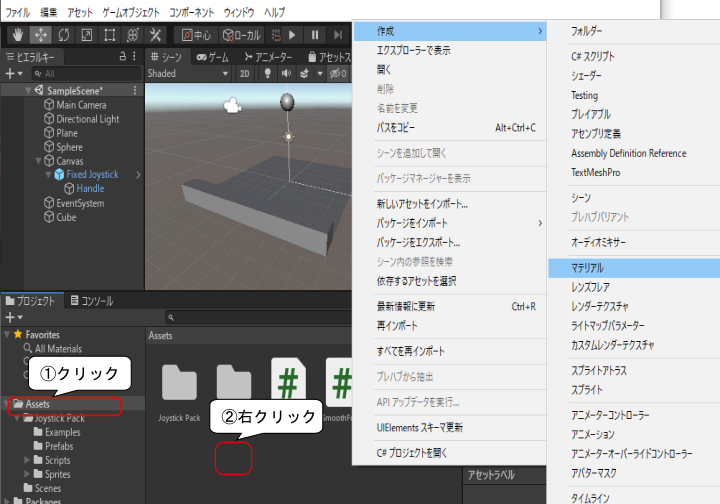 ファイル 編集 アセット ゲームオブジェクト コンポーネント ウィンドウ ヘルプ
中心 ローカル
ヒエラルキー
All
SampleScene*
Main Camera
Directional Light
Plane
Sphere
Canvas
Fixed Joystick
Handle
EventSystem
Cube
シーン ゲーム アニメーター アセットス
Shaded 2D 0
プロジェクト コンソール
Favorites
All Materials
①クリック
Assets
Joystick Pack
Examples
Prefabs
Scripts
Sprites
Scenes
Packages
Assets
Joystick Pack
SmoothFo
②右クリック
アセットラベル
作成
エクスプローラーで表示
開く
削除
名前を変更
パスをコピー Alt+Ctrl+C
シーンを追加して開く
パッケージマネージャーを表示
新しいアセットをインポート...
パッケージをインポート
パッケージをエクスポート...
シーン内の参照を検索
依存するアセットを選択
最新情報に更新 Ctrl+R
再インポート
すべてを再インポート
プレハブから抽出
API アップデータを実行...
UIElements スキーマ更新
C# プロジェクトを開く
フォルダー
C# スクリプト
シェーダー
Testing
プレイアブル
アセンブリ定義
Assembly Definition Reference
TextMeshPro
シーン
プレハブバリアント
オーディオミキサー
マテリアル
レンズフレア
レンダーテクスチャ
ライトマップパラメーター
カスタムレンダーテクスチャ
スプライトアトラス
スプライト
アニメーターコントローラー
アニメーション
アニメーターオーバーライドコントローラー
アバターマスク
タイムライン